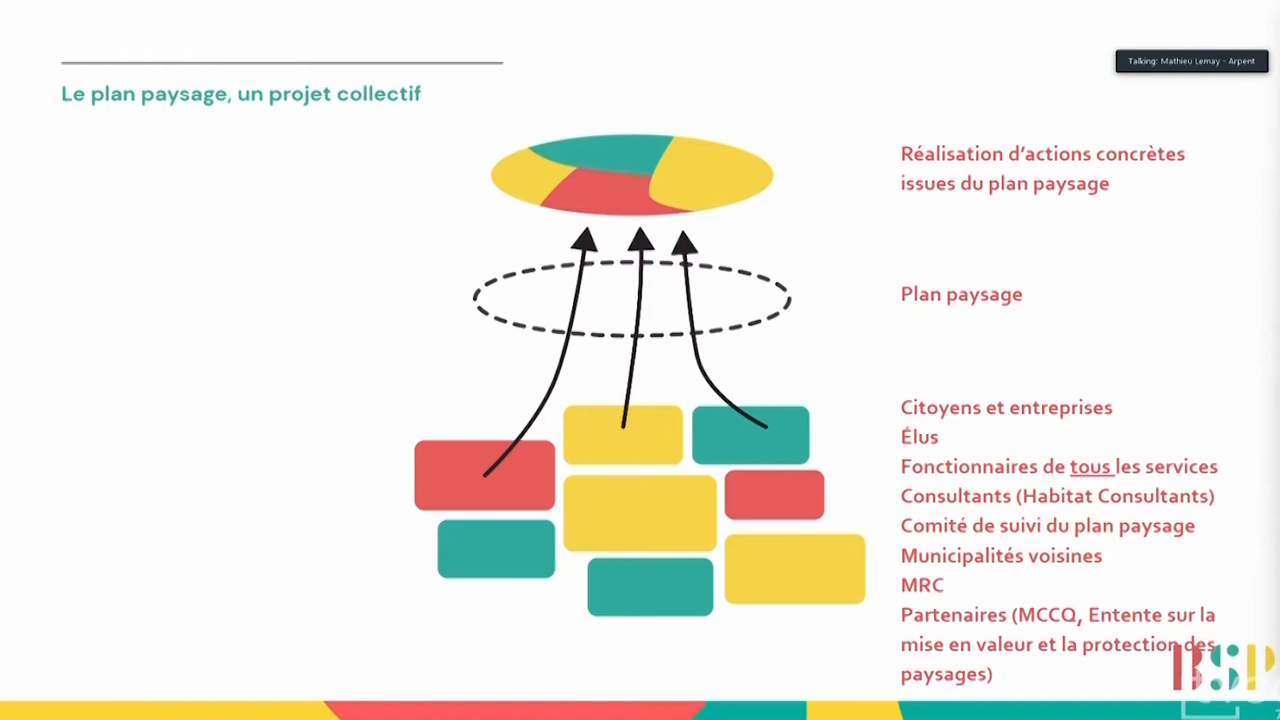 Talking: Mathieu Lemay - Arpent
Le plan paysage, un projet collectif
Réalisation d'actions concrètes
issues du plan paysage
Plan paysage
Citoyens et entreprises
Élus
Fonctionnaires de tous les services
Consultants (Habitat Consultants)
Comité de suivi du plan paysage
Municipalités voisines
MRC
Partenaires (MCCQ, Entente sur la
mise en valeur et la protection des
paysages)
BSP